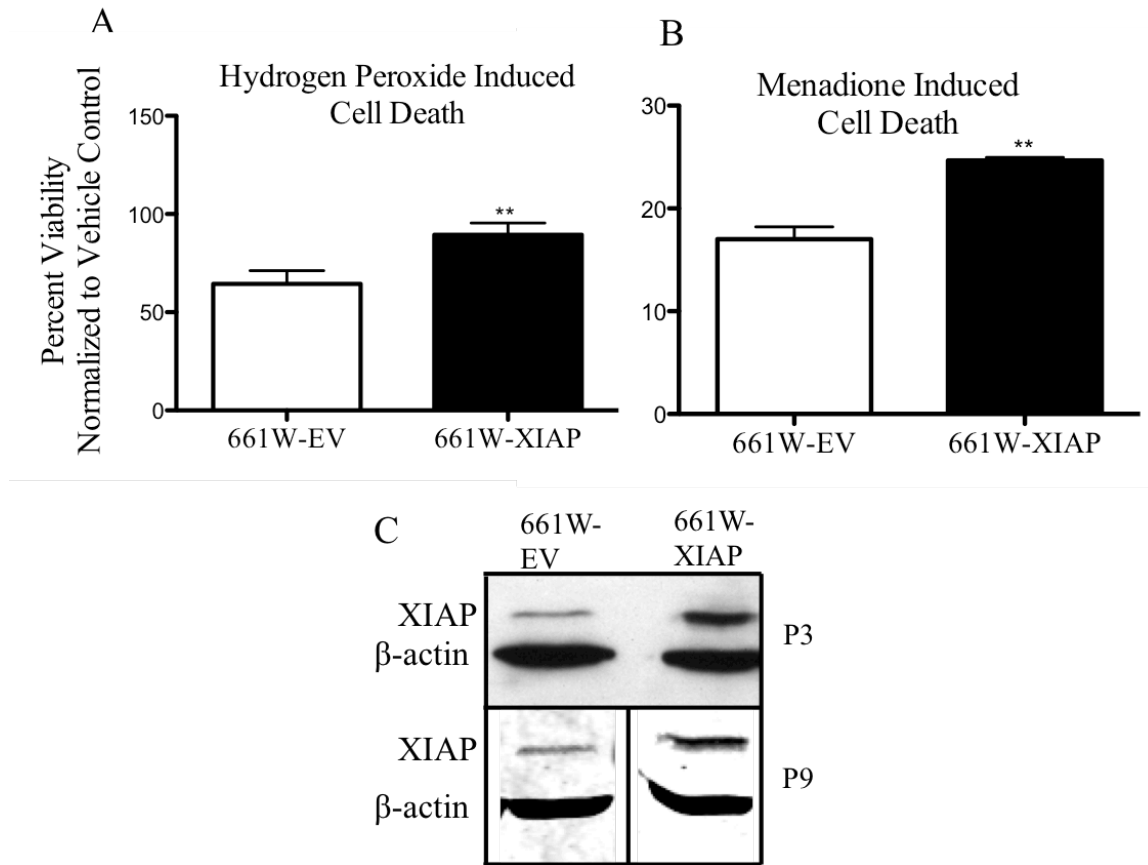 A
Hydrogen Peroxide Induced
Cell Death
Percent Viability
Normalized to Vehicle Control
150
100
50
0
**
661W-EV
661W-XIAP
B
Menadione Induced
Cell Death
30
20
10
0
**
661W-EV
661W-XIAP
C
661W-
EV
661W-
XIAP
XIAP
β-actin
P3
XIAP
β-actin
P9